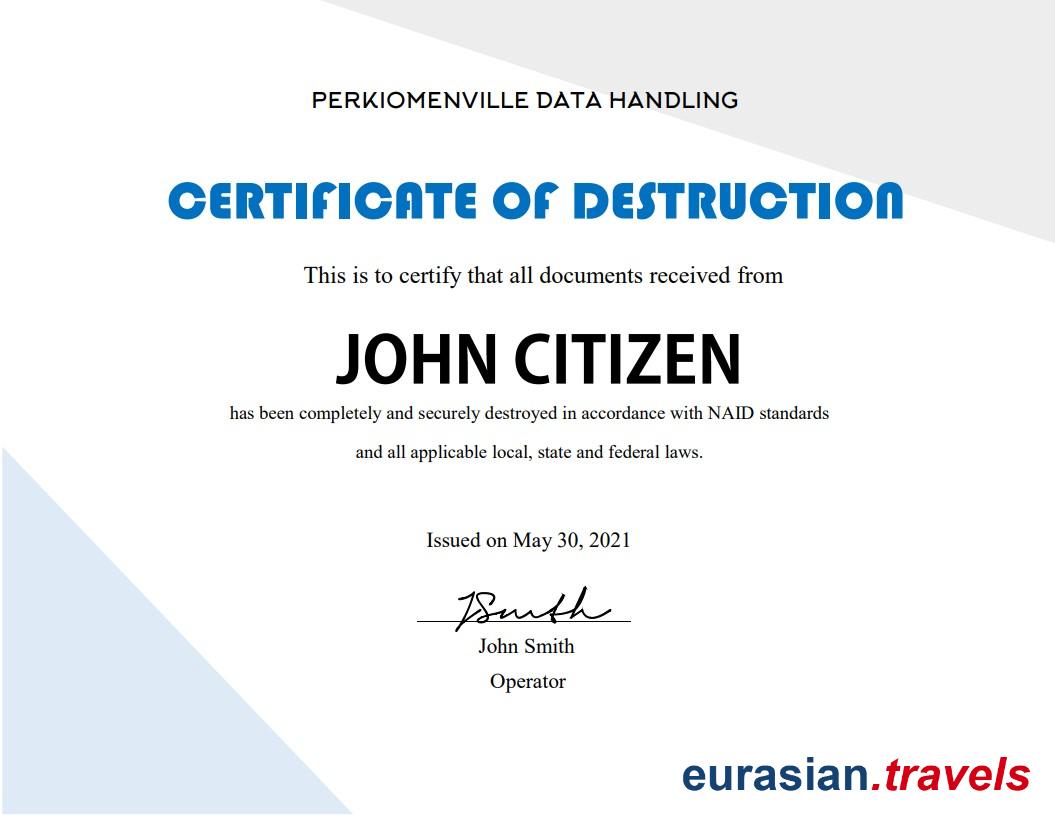 PERKIOMENVILLE DATA HANDLING
CERTIFICATE OF DESTRUCTION
This is to certify that all documents received from
JOHN CITIZEN
has been completely and securely destroyed in accordance with NAID standards
and all applicable local, state and federal laws.
Issued on May 30, 2021
JSmith
John Smith
Operator
eurasian.travels